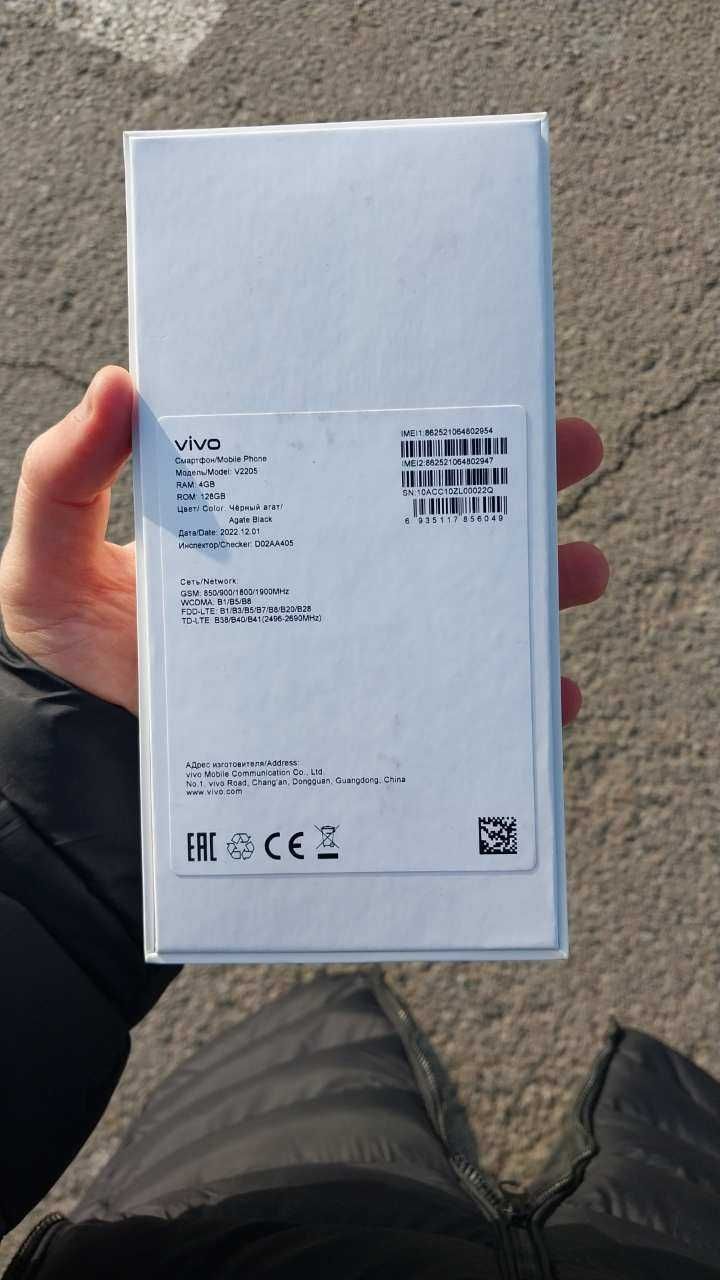 vivo
Смартфон/Mobile Phone
Модель/Model: V2205
RAM: 4GB
ROM: 128GB
Цвет/ Color: Чёрный агат/
Agate Black
Дата/Date: 2022.12.01
Инспектор/Checker: D02AA405
IMEI1:862521064802954
IMEI2:862521064802947
SN:10ACC10ZL00022Q
6 935117 856049
Сеть/Network:
GSM: 850/900/1800/1900MHz
WCDMA: B1/B5/B8
FDD-LTE: B1/B3/B5/B7/B8/B20/B28
TD-LTE: B38/B40/B41(2496-2690MHz)
АДрес изготовителя/Address:
vivo Mobile Communication Co., Ltd.
No.1, vivo Road, Chang'an, Dongguan, Guangdong, China
www.vivo.com
EAC CE